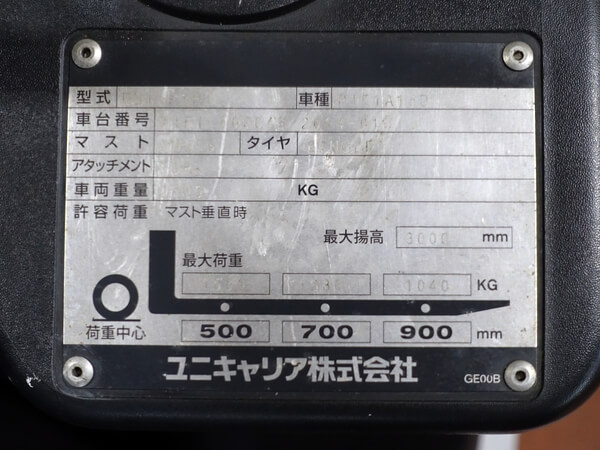 型式 車種
車台番号
マスト タイヤ
アタッチメント
車両重量 KG
許容荷重 マスト垂直時
最大揚高 3000 mm
最大荷重
1040 KG
荷重中心 500 700 900 mm
ユニキャリア株式会社
GE00B